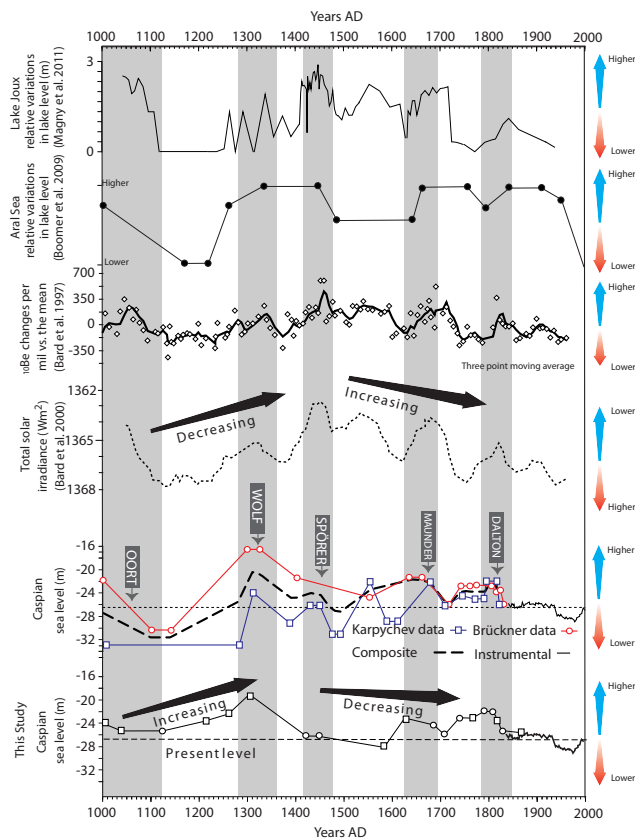 Years AD
1000 1100 1200 1300 1400 1500 1600 1700 1800 1900 2000
Lake Joux
relative variations
in lake level (m)
(Magny et al. 2011)
3
0
Higher
Lower
Aral Sea
relative variations
in lake level
(Boomer et al. 2009)
Higher
Lower
Higher
Lower
10Be changes per
mil vs. the mean
(Bard et al. 1997)
700
350
0
-350
Three point moving average
Higher
Lower
Total solar
irradiance (Wm2)
(Bard et al. 2000)
1362
1365
1368
Decreasing
Increasing
Lower
Higher
Caspian
sea level (m)
-16
-20
-24
-28
-32
OORT
WOLF
SPÖRER
MAUNDER
DALTON
Karpychev data
Brückner data
Composite
Instrumental
Higher
Lower
This Study
Caspian
sea level (m)
-16
-20
-24
-28
-32
-36
Increasing
Decreasing
Present level
Higher
Lower
1000 1100 1200 1300 1400 1500 1600 1700 1800 1900 2000
Years AD